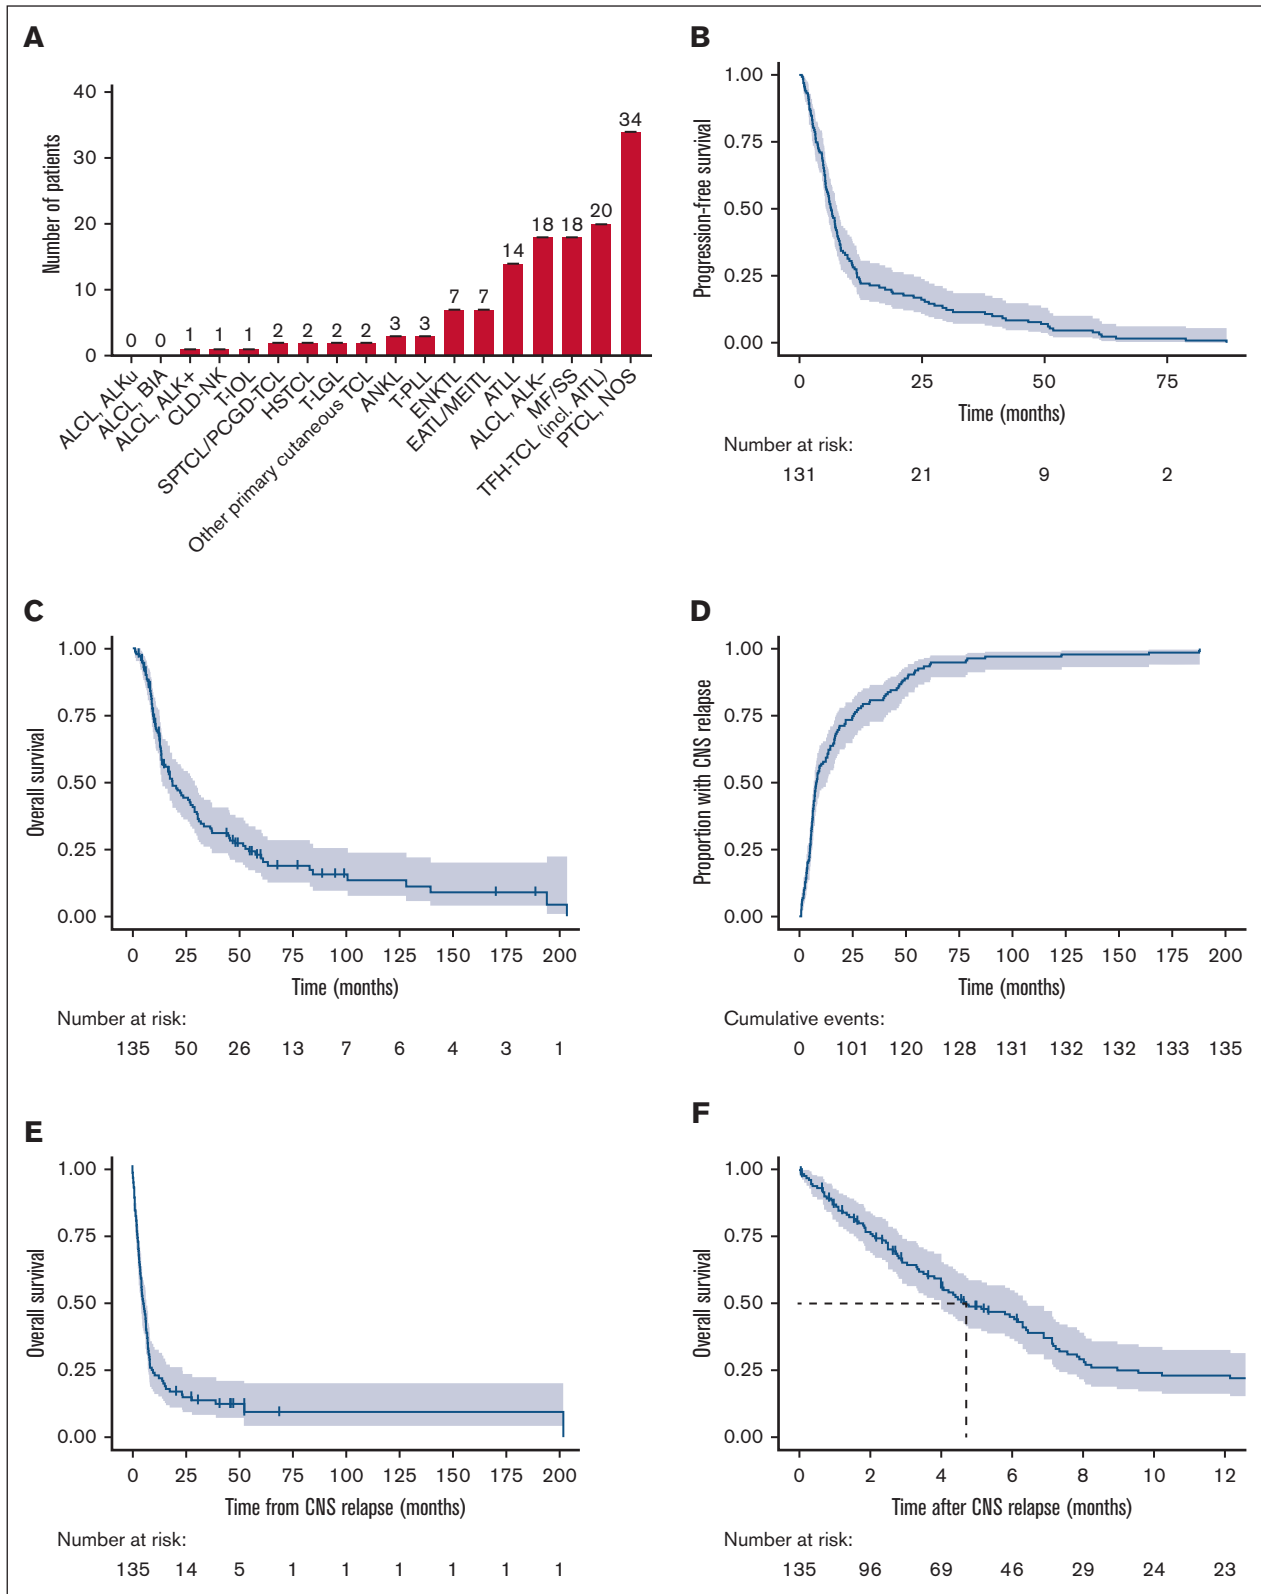 A
Number of patients
40
30
20
10
0
0 0 1 1 1 2 2 2 2 3 3 7 7 14 18 18 20 34
ALCL, ALKu
ALCL, BIA
ALCL, ALK+
CLD-NK
T-IOL
SPTCL/PCGD-TCL
HSTCL
T-LGL
Other primary cutaneous TCL
ANKL
T-PLL
ENKTL
EATL/MEITL
ATLL
ALCL, ALK–
MF/SS
TFH-TCL (incl. AITL)
PTCL, NOS
B
Progression-free survival
1.00
0.75
0.50
0.25
0.00
0 25 50 75
Time (months)
Number at risk:
131 21 9 2
C
Overall survival
1.00
0.75
0.50
0.25
0.00
0 25 50 75 100 125 150 175 200
Time (months)
Number at risk:
135 50 26 13 7 6 4 3 1
D
Proportion with CNS relapse
1.00
0.75
0.50
0.25
0.00
0 25 50 75 100 125 150 175 200
Time (months)
Cumulative events:
0 101 120 128 131 132 132 133 135
E
Overall survival
1.00
0.75
0.50
0.25
0.00
0 25 50 75 100 125 150 175 200
Time from CNS relapse (months)
Number at risk:
135 14 5 1 1 1 1 1 1
F
Overall survival
1.00
0.75
0.50
0.25
0.00
0 2 4 6 8 10 12
Time after CNS relapse (months)
Number at risk:
135 96 69 46 29 24 23